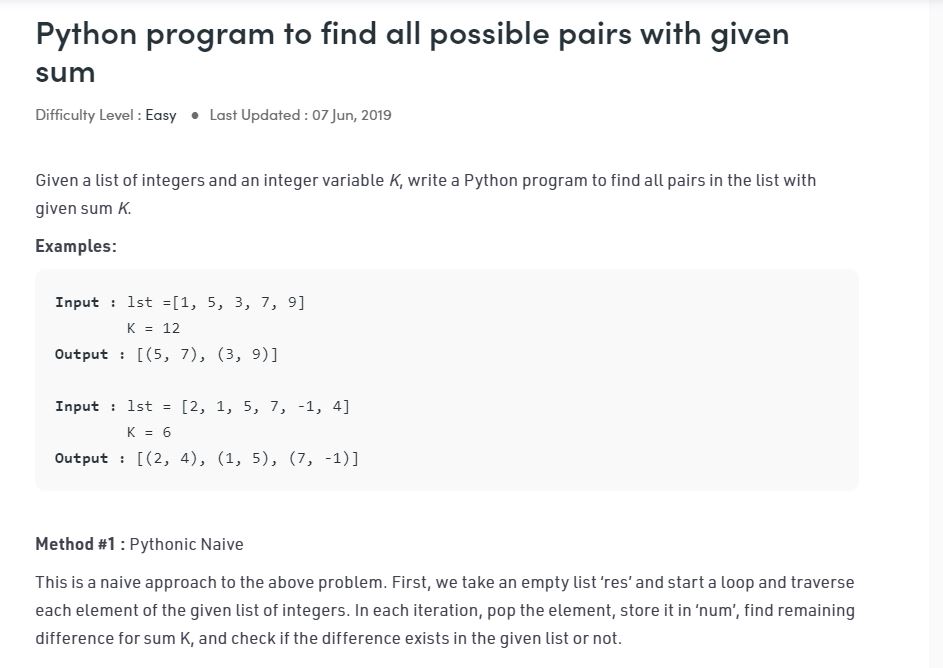 Python program to find all possible pairs with given
sum
Difficulty Level : Easy ● Last Updated : 07 Jun, 2019
Given a list of integers and an integer variable K, write a Python program to find all pairs in the list with
given sum K.
Examples:
Input : lst =[1, 5, 3, 7, 9]
K = 12
Output : [(5, 7), (3, 9)]
Input : lst = [2, 1, 5, 7, -1, 4]
K = 6
Output : [(2, 4), (1, 5), (7, -1)]
Method #1 : Pythonic Naive
This is a naive approach to the above problem. First, we take an empty list ‘res’ and start a loop and traverse
each element of the given list of integers. In each iteration, pop the element, store it in ‘num’, find remaining
difference for sum K, and check if the difference exists in the given list or not.